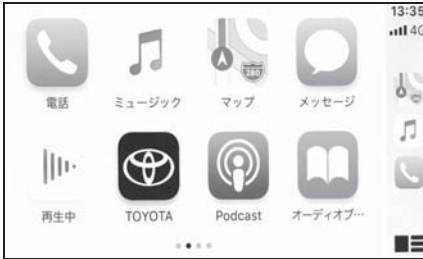 電話
ミュージック
マップ
メッセージ
280
再生中
TOYOTA
Podcast
オーディオブ…
13:35
4G